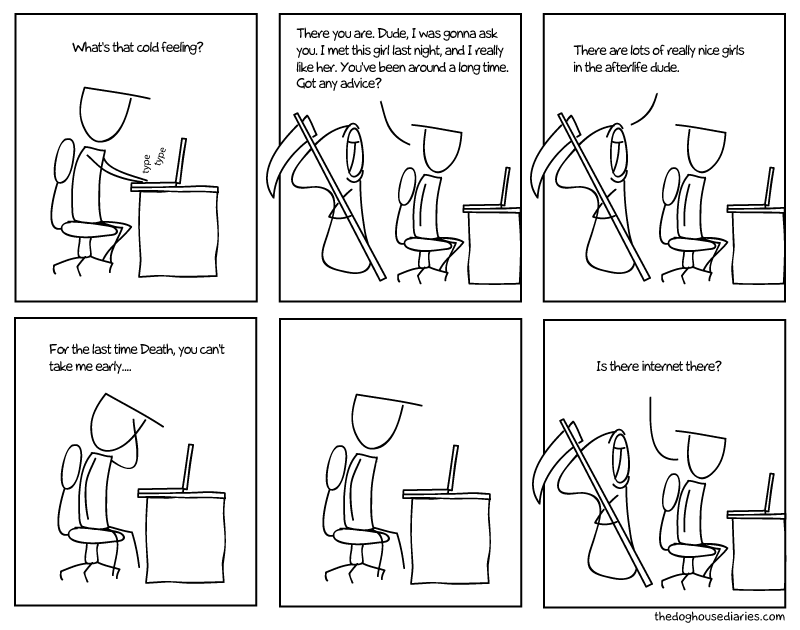 What's that cold feeling?
type
type
There you are. Dude, I was gonna ask
you. I met this girl last night, and I really
like her. You've been around a long time.
Got any advice?
There are lots of really nice girls
in the afterlife dude.
For the last time Death, you can't
take me early....
Is there internet there?
thedoghousediaries.com